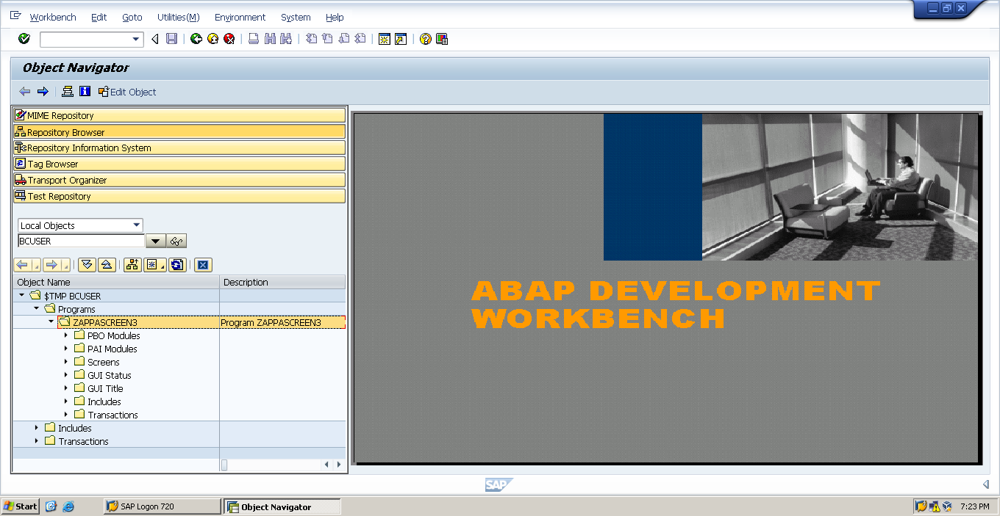 Workbench Edit Goto Utilities(M) Environment System Help
Object Navigator
Edit Object
MIME Repository
Repository Browser
Repository Information System
Tag Browser
Transport Organizer
Test Repository
Local Objects
BCUSER
Object Name Description
$TMP BCUSER
Programs
ZAPPASCREEN3 Program ZAPPASCREEN3
PBO Modules
PAI Modules
Screens
GUI Status
GUI Title
Includes
Transactions
Includes
Transactions
ABAP DEVELOPMENT
WORKBENCH
SAP
Start SAP Logon 720 Object Navigator 7:23 PM